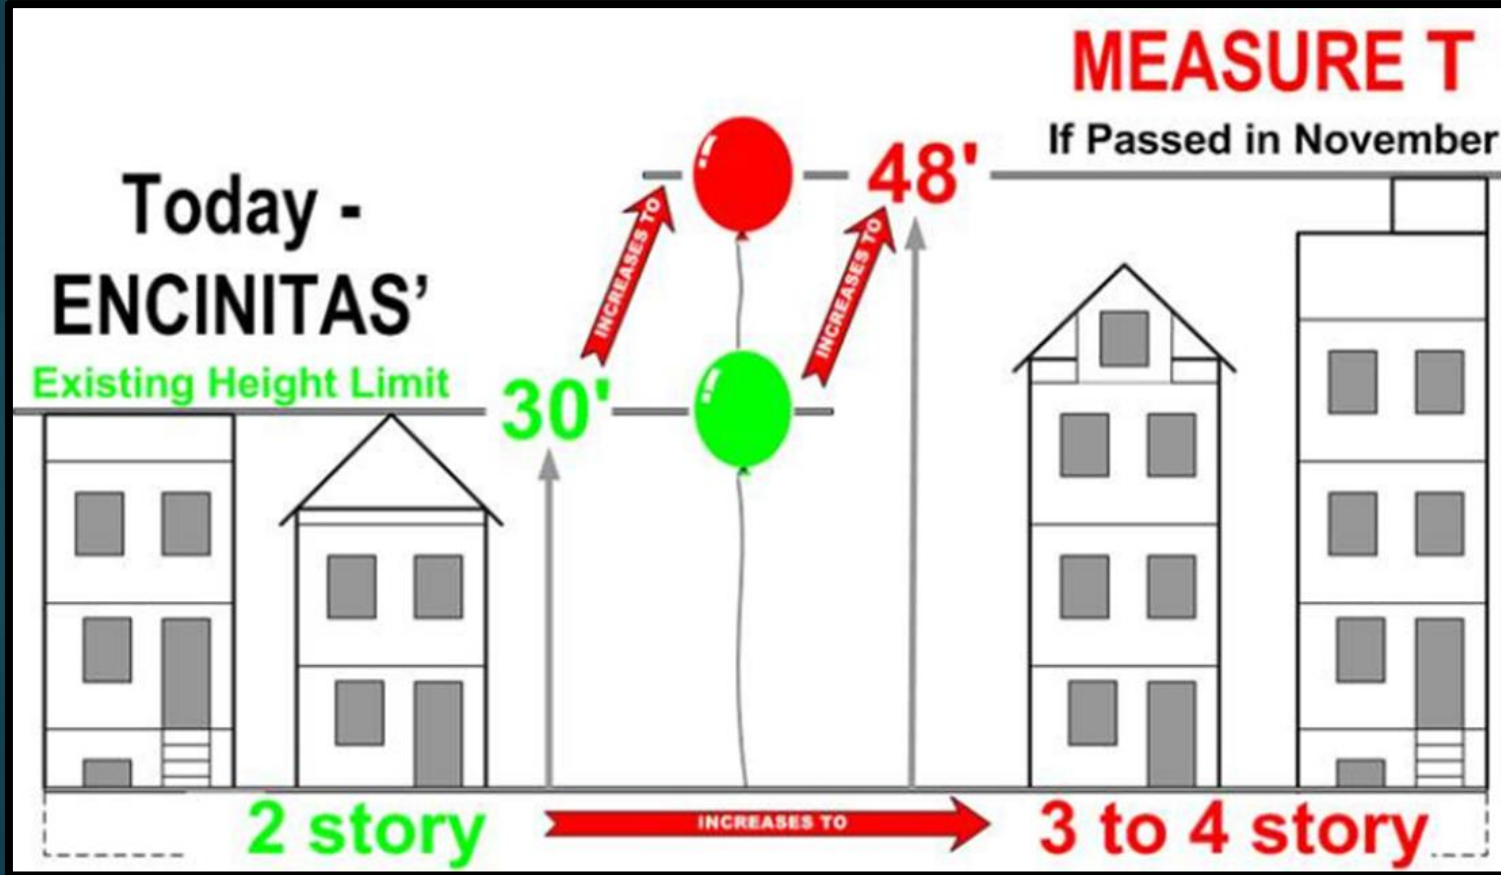 MEASURE T
If Passed in November
48'
Today -
ENCINITAS’
Existing Height Limit
30'
INCREASES TO
INCREASES TO
2 story
INCREASES TO
3 to 4 story